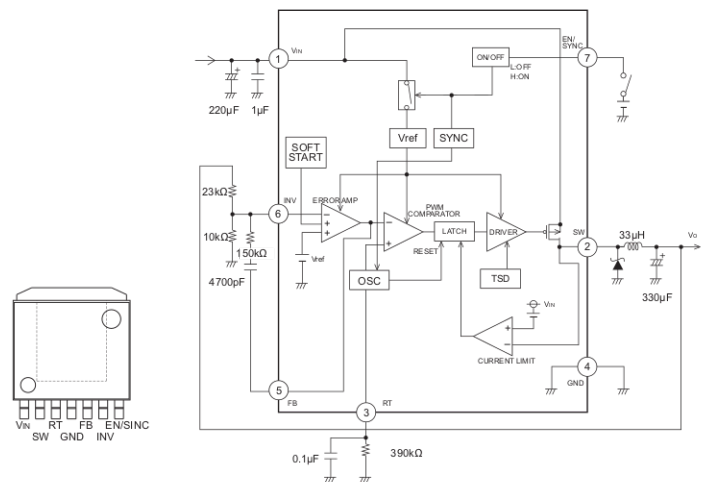 1
VIN
220µF
1µF
ON/OFF
EN/
SYNC
7
L:OFF
H:ON
Vref
SYNC
SOFT
START
23kΩ
6
INV
ERROR AMP
PWM
COMPARATOR
−
+
+
−
+
LATCH
DRIVER
SW
2
33µH
Vo
10kΩ
150kΩ
Vref
RESET
OSC
TSD
330µF
4700pF
VIN
+
−
CURRENT LIMIT
4
GND
5
FB
3
RT
0.1µF
390kΩ
VIN RT FB EN/SINC
SW GND INV